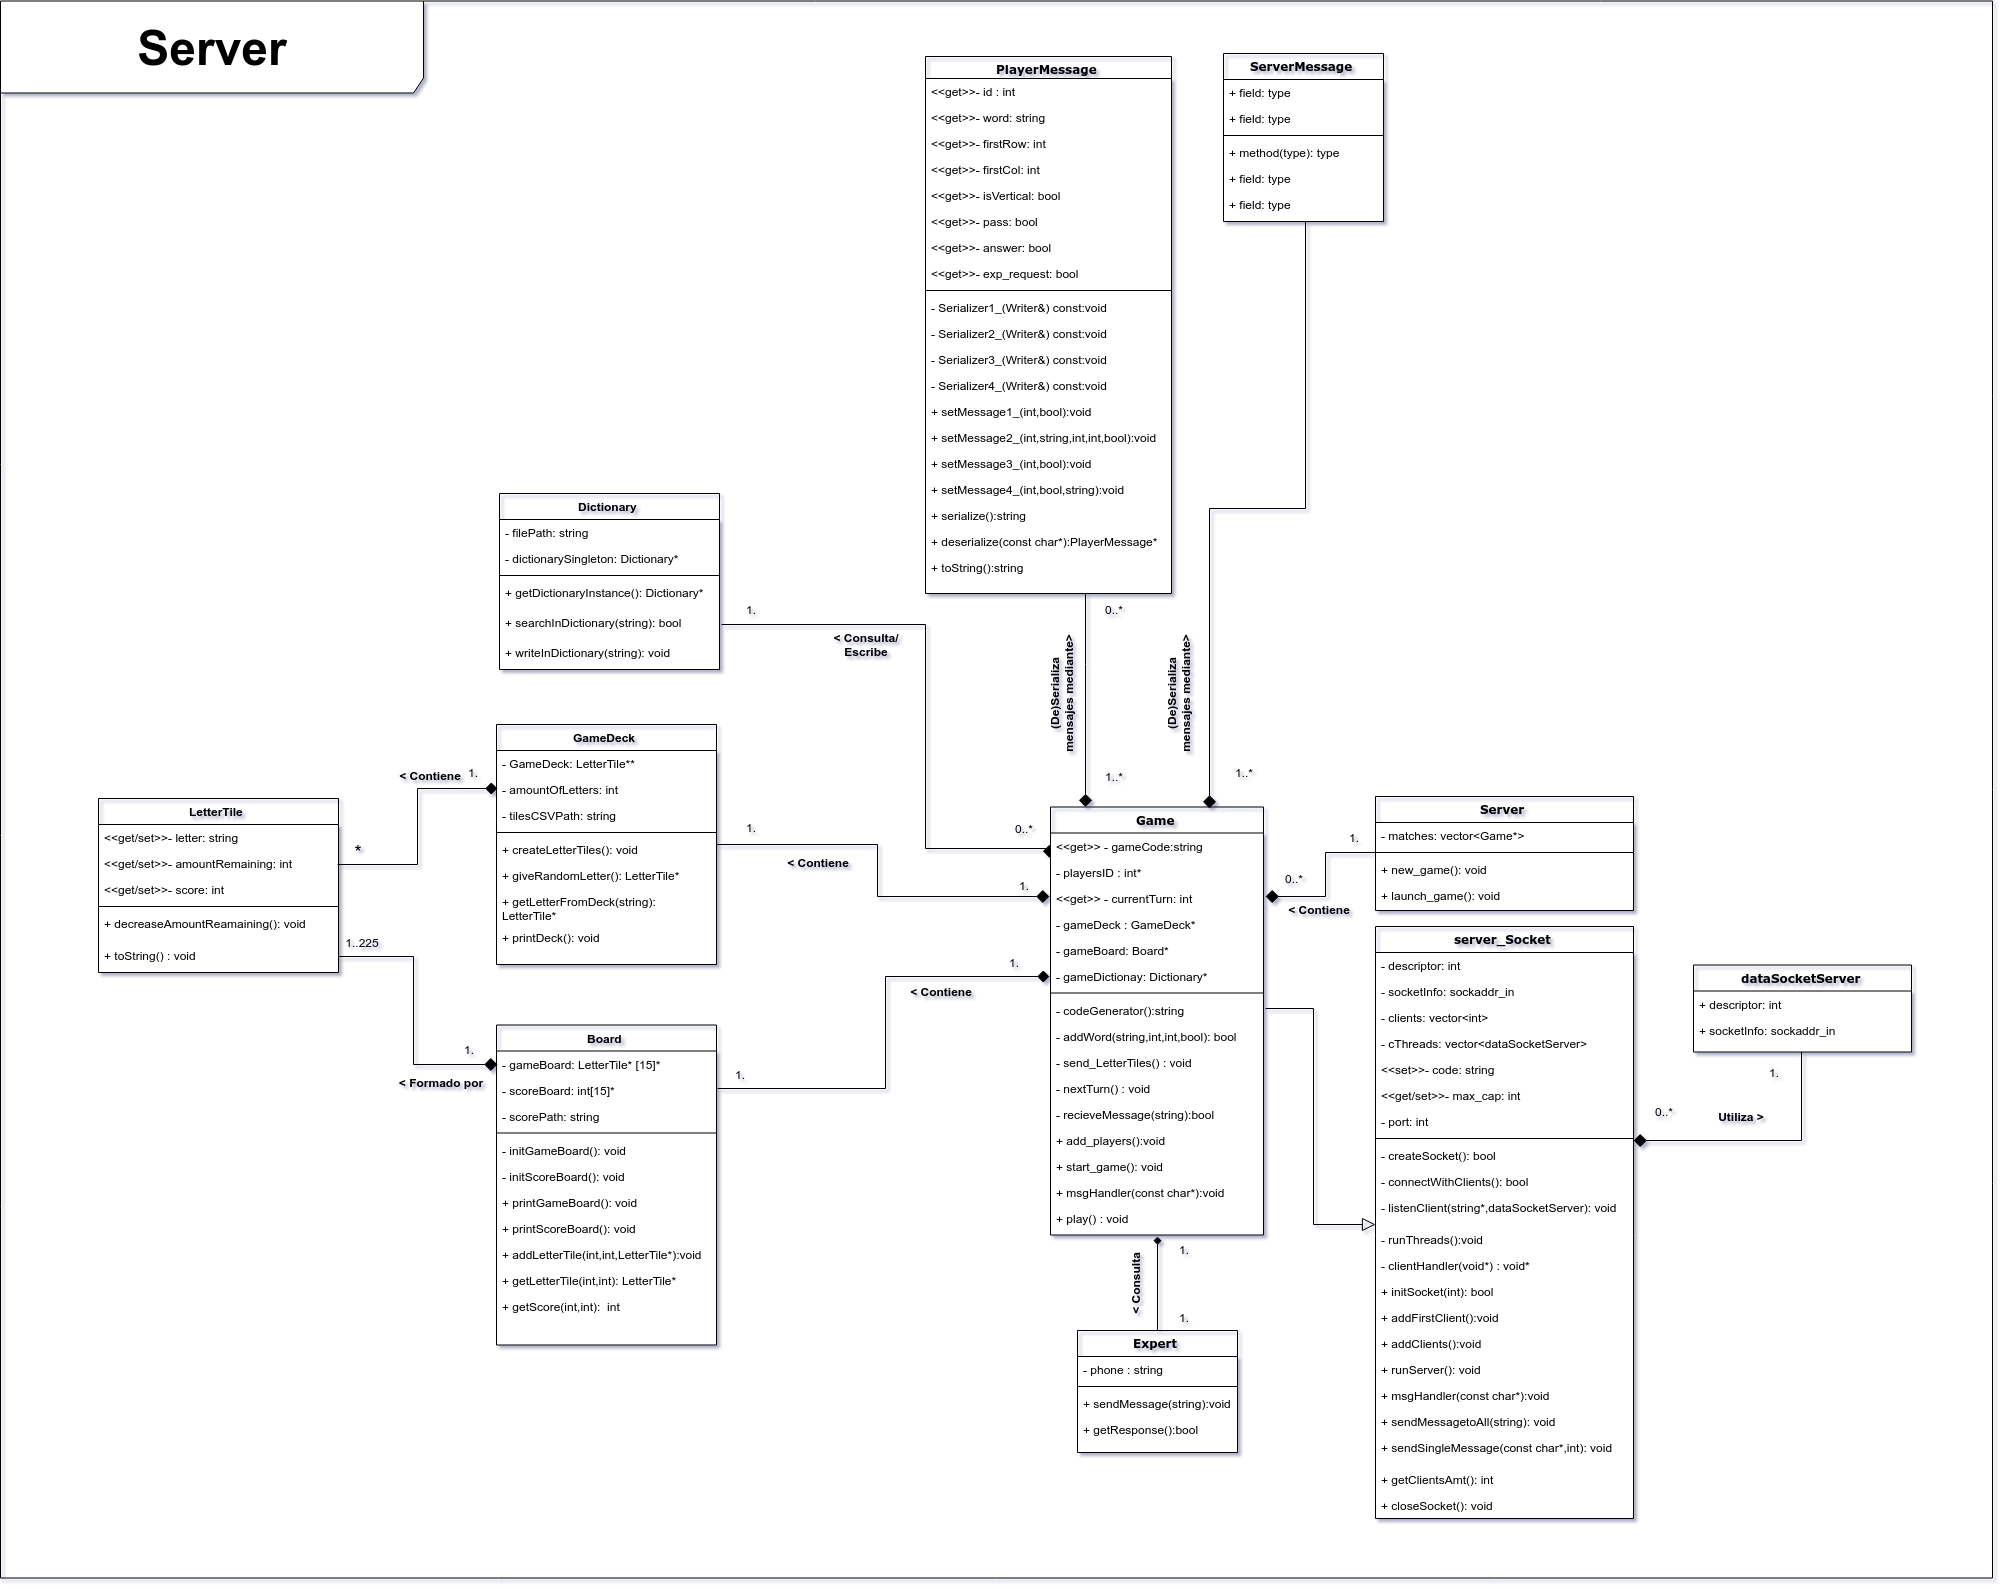 Server
PlayerMessage
<<get>>- id : int
<<get>>- word: string
<<get>>- firstRow: int
<<get>>- firstCol: int
<<get>>- isVertical: bool
<<get>>- pass: bool
<<get>>- answer: bool
<<get>>- exp_request: bool
- Serializer1_(Writer&) const:void
- Serializer2_(Writer&) const:void
- Serializer3_(Writer&) const:void
- Serializer4_(Writer&) const:void
+ setMessage1_(int,bool):void
+ setMessage2_(int,string,int,int,bool):void
+ setMessage3_(int,bool):void
+ setMessage4_(int,bool,string):void
+ serialize():string
+ deserialize(const char*):PlayerMessage*
+ toString():string
ServerMessage
+ field: type
+ field: type
+ method(type): type
+ field: type
+ field: type
Dictionary
- filePath: string
- dictionarySingleton: Dictionary*
+ getDictionaryInstance(): Dictionary*
+ searchInDictionary(string): bool
+ writeInDictionary(string): void
1.
< Consulta/
Escribe
0..*
0..*
(De)Serializa
mensajes mediante>
1..*
(De)Serializa
mensajes mediante>
1..*
GameDeck
- GameDeck: LetterTile**
- amountOfLetters: int
- tilesCSVPath: string
+ createLetterTiles(): void
+ giveRandomLetter(): LetterTile*
+ getLetterFromDeck(string):
LetterTile*
+ printDeck(): void
< Contiene
1.
*
1.
< Contiene
1.
LetterTile
<<get/set>>- letter: string
<<get/set>>- amountRemaining: int
<<get/set>>- score: int
+ decreaseAmountReamaining(): void
+ toString() : void
1..225
1.
< Formado por
Board
- gameBoard: LetterTile* [15]*
- scoreBoard: int[15]*
- scorePath: string
- initGameBoard(): void
- initScoreBoard(): void
+ printGameBoard(): void
+ printScoreBoard(): void
+ addLetterTile(int,int,LetterTile*):void
+ getLetterTile(int,int): LetterTile*
+ getScore(int,int):  int
1.
< Contiene
1.
Game
<<get>> - gameCode:string
- playersID : int*
<<get>> - currentTurn: int
- gameDeck : GameDeck*
- gameBoard: Board*
- gameDictionay: Dictionary*
- codeGenerator():string
- addWord(string,int,int,bool): bool
- send_LetterTiles() : void
- nextTurn() : void
- recieveMessage(string):bool
+ add_players():void
+ start_game(): void
+ msgHandler(const char*):void
+ play() : void
1.
< Consulta
1.
Expert
- phone : string
+ sendMessage(string):void
+ getResponse():bool
Server
- matches: vector<Game*>
+ new_game(): void
+ launch_game(): void
1.
0..*
< Contiene
server_Socket
- descriptor: int
- socketInfo: sockaddr_in
- clients: vector<int>
- cThreads: vector<dataSocketServer>
<<set>>- code: string
<<get/set>>- max_cap: int
- port: int
- createSocket(): bool
- connectWithClients(): bool
- listenClient(string*,dataSocketServer): void
- runThreads():void
- clientHandler(void*) : void*
+ initSocket(int): bool
+ addFirstClient():void
+ addClients():void
+ runServer(): void
+ msgHandler(const char*):void
+ sendMessagetoAll(string): void
+ sendSingleMessage(const char*,int): void
+ getClientsAmt(): int
+ closeSocket(): void
dataSocketServer
+ descriptor: int
+ socketInfo: sockaddr_in
1.
0..*
Utiliza >